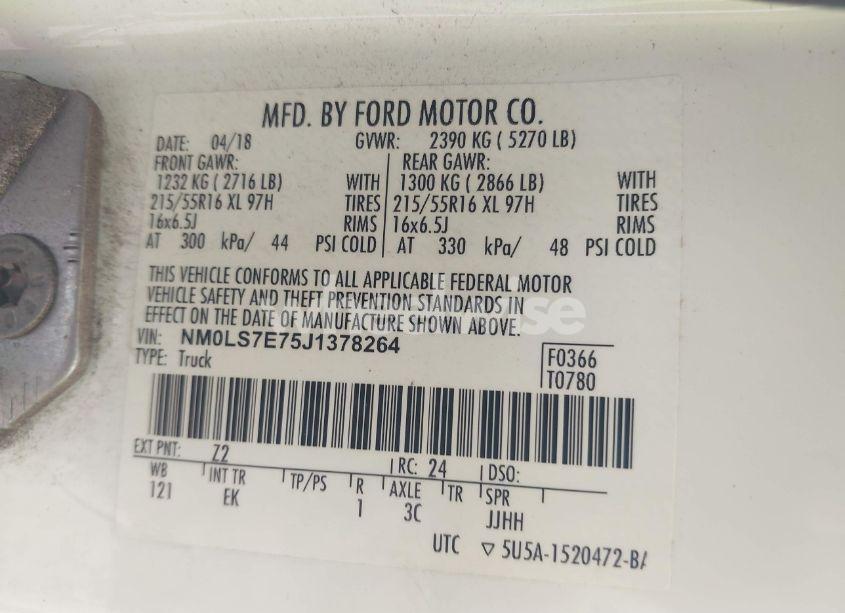 MFD. BY FORD MOTOR CO.
DATE: 04/18 GVWR: 2390 KG ( 5270 LB)
FRONT GAWR: REAR GAWR:
1232 KG ( 2716 LB) WITH 1300 KG ( 2866 LB) WITH
215/55R16 XL 97H TIRES 215/55R16 XL 97H TIRES
16x6.5J RIMS 16x6.5J RIMS
AT 300 kPa/ 44 PSI COLD AT 330 kPa/ 48 PSI COLD
THIS VEHICLE CONFORMS TO ALL APPLICABLE FEDERAL MOTOR
VEHICLE SAFETY AND THEFT PREVENTION STANDARDS IN
EFFECT ON THE DATE OF MANUFACTURE SHOWN ABOVE.
VIN: NM0LS7E75J1378264
TYPE: Truck
F0366
T0780
EXT PNT: Z2 RC: 24 DSO:
WB INT TR TP/PS R AXLE TR SPR
121 EK 1 3C JJHH
UTC ▽ 5U5A-1520472-BA